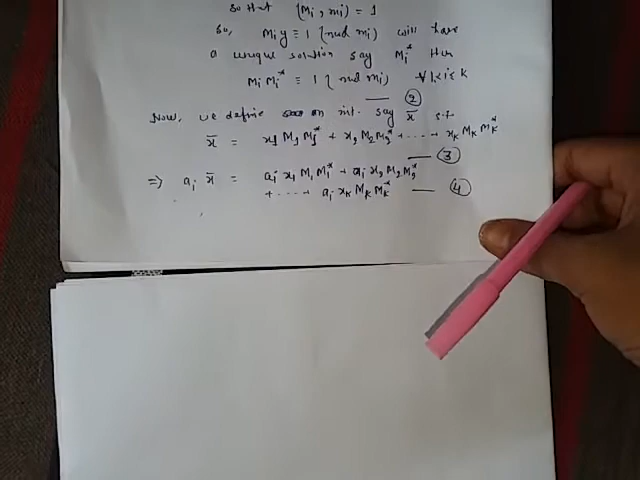 so that (Mi, mi) = 1
So, Miy ≡ 1 (mod mi) will have
a unique solution say Mi* then
Mi Mi* ≡ 1 (mod mi) ∀ 1≤i≤k
— ②
Now, we define an int. say x̄ s.t.
x̄ = x1 M1 M1* + x2 M2 M2* + ... + xk Mk Mk*
— ③
⇒ ai x̄ = ai x1 M1 M1* + ai x2 M2 M2*
+ ... + ai xk Mk Mk* — ④